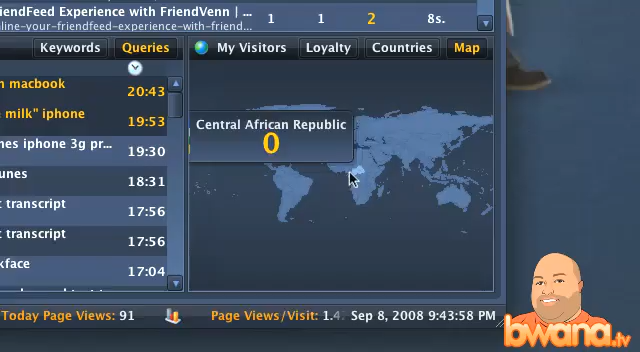 riendFeed Experience with FriendVenn | ...
nline-your-friendfeed-experience-with-friend...
1 1 2 8s.
Keywords Queries My Visitors Loyalty Countries Map
n macbook 20:43
milk" iphone 19:53
nes iphone 3g pr... 19:30
unes 18:31
t transcript 17:56
t transcript 17:56
kface 17:04
Central African Republic
0
Today Page Views: 91 Page Views/Visit: 1.4 Sep 8, 2008 9:43:58 PM
bwana.tv